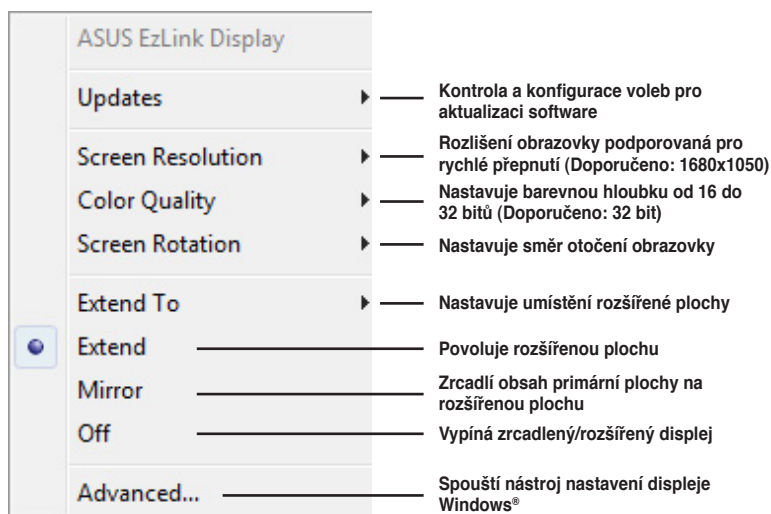 ASUS EzLink Display
Updates
Kontrola a konfigurace voleb pro
aktualizaci software
Screen Resolution
Rozlišení obrazovky podporovaná pro
rychlé přepnutí (Doporučeno: 1680x1050)
Color Quality
Nastavuje barevnou hloubku od 16 do
32 bitů (Doporučeno: 32 bit)
Screen Rotation
Nastavuje směr otočení obrazovky
Extend To
Nastavuje umístění rozšířené plochy
Extend
Povoluje rozšířenou plochu
Mirror
Zrcadlí obsah primární plochy na
rozšířenou plochu
Off
Vypíná zrcadlený/rozšířený displej
Advanced...
Spouští nástroj nastavení displeje
Windows®